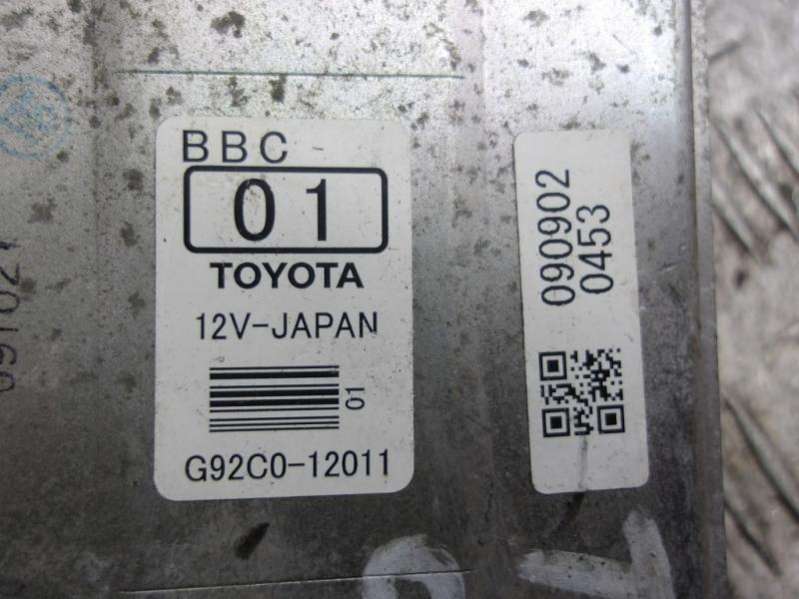 BBC
01
TOYOTA
12V-JAPAN
01
G92C0-12011
090902
0453